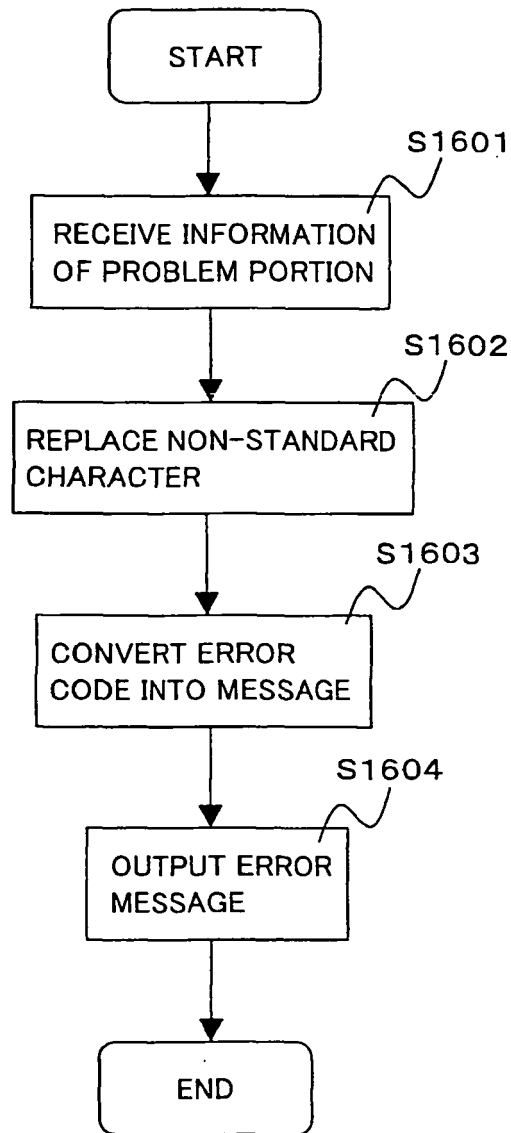 START
S1601
RECEIVE INFORMATION
OF PROBLEM PORTION
S1602
REPLACE NON-STANDARD
CHARACTER
S1603
CONVERT ERROR
CODE INTO MESSAGE
S1604
OUTPUT ERROR
MESSAGE
END